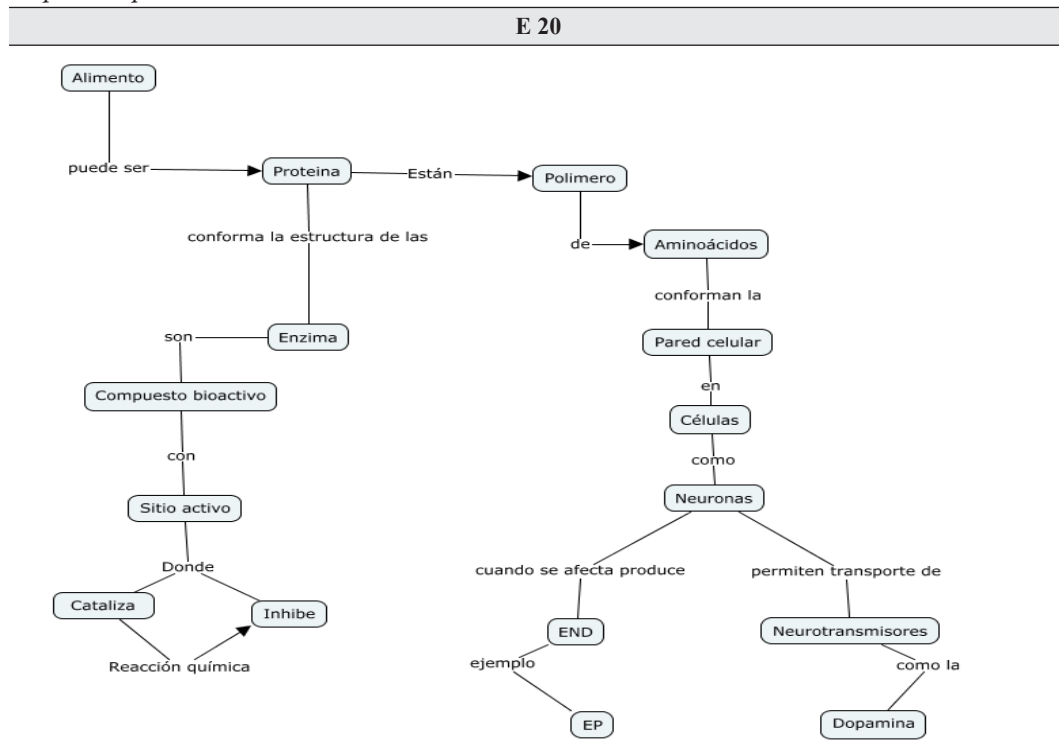 E 20
Alimento
puede ser
Proteina
Están
Polimero
conforma la estructura de las
de
Aminoácidos
conforman la
son
Enzima
Pared celular
en
Compuesto bioactivo
Células
con
como
Sitio activo
Neuronas
Donde
cuando se afecta produce
permiten transporte de
Cataliza
Inhibe
END
Neurotransmisores
Reacción química
ejemplo
como la
EP
Dopamina